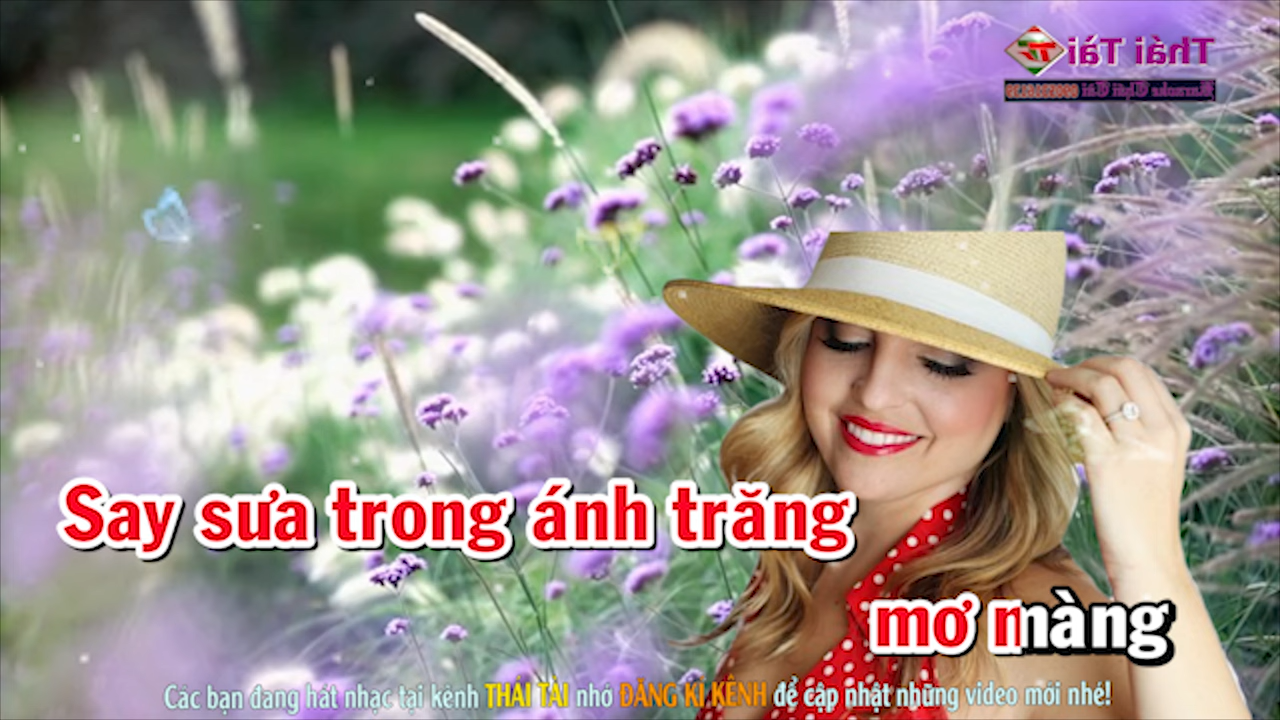 Thái Tài
Say sưa trong ánh trăng
mơ màng
Các bạn đang hát nhạc tại kênh THÁI TÀI nhớ ĐĂNG KÍ KÊNH để cập nhật những video mới nhé!